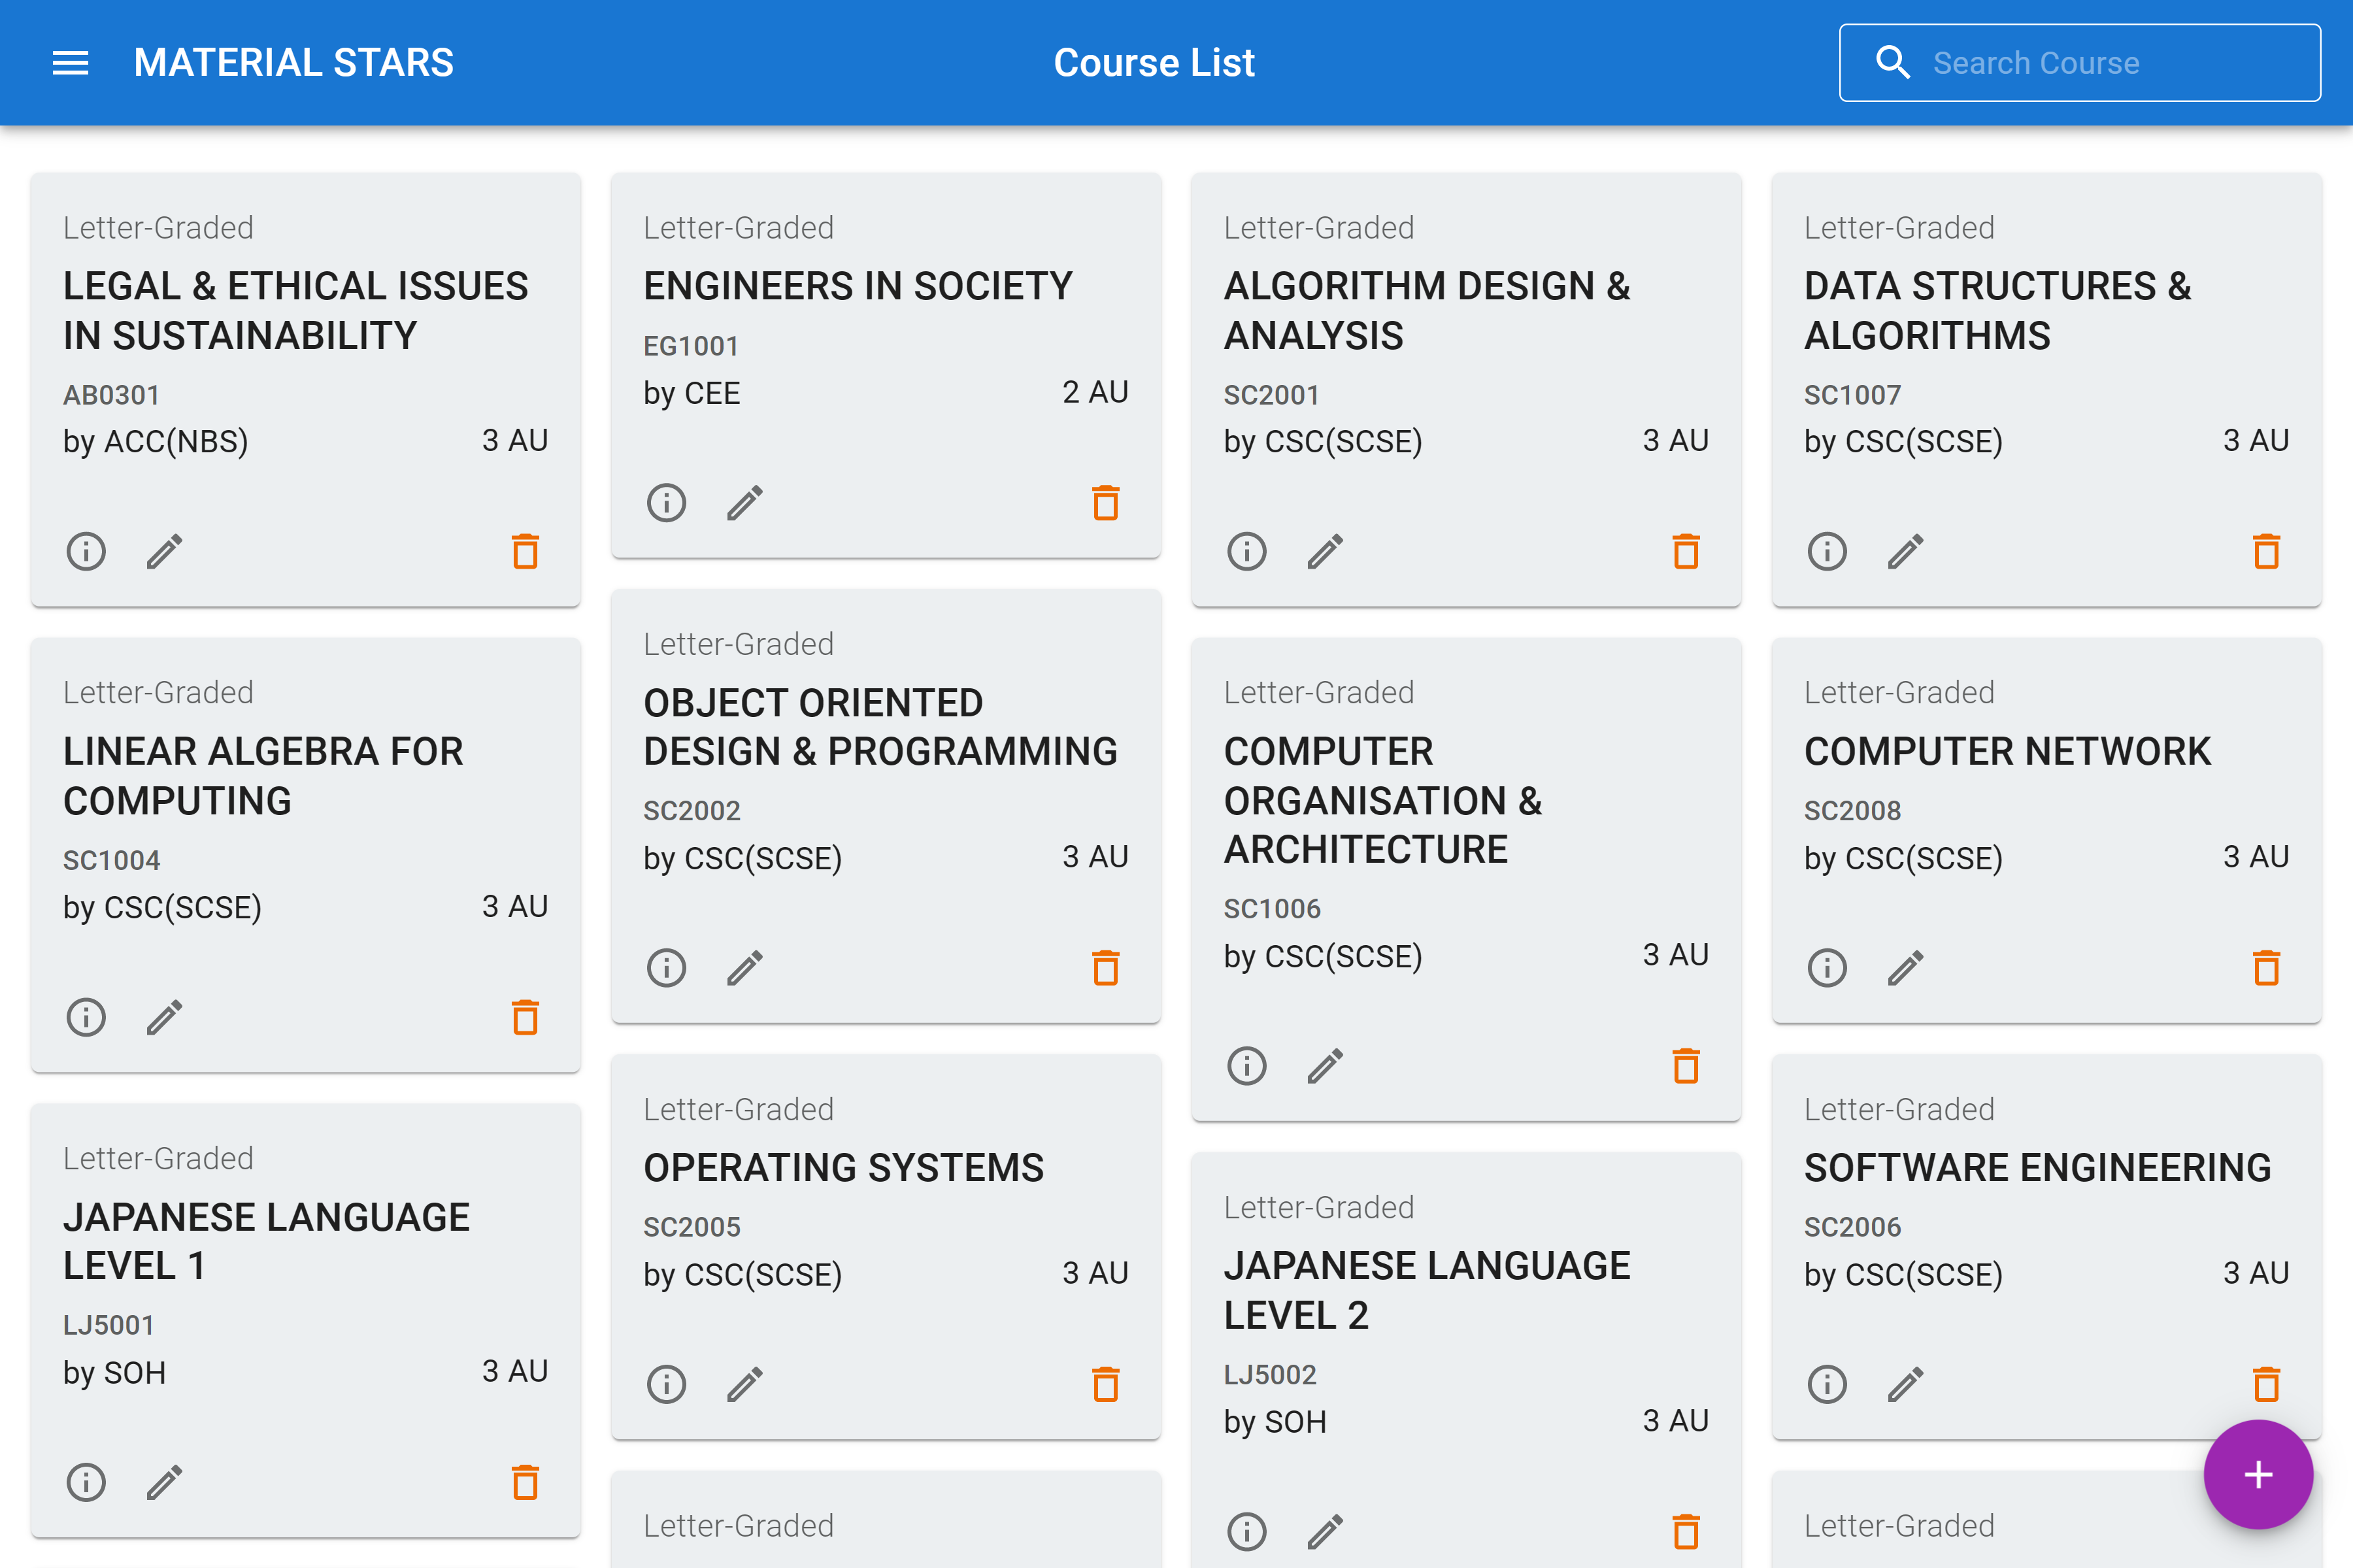 MATERIAL STARS
Course List
Search Course
Letter-Graded
LEGAL & ETHICAL ISSUES
IN SUSTAINABILITY
AB0301
by ACC(NBS)
3 AU
Letter-Graded
LINEAR ALGEBRA FOR
COMPUTING
SC1004
by CSC(SCSE)
3 AU
Letter-Graded
JAPANESE LANGUAGE
LEVEL 1
LJ5001
by SOH
3 AU
Letter-Graded
ENGINEERS IN SOCIETY
EG1001
by CEE
2 AU
Letter-Graded
OBJECT ORIENTED
DESIGN & PROGRAMMING
SC2002
by CSC(SCSE)
3 AU
Letter-Graded
OPERATING SYSTEMS
SC2005
by CSC(SCSE)
3 AU
Letter-Graded
Letter-Graded
ALGORITHM DESIGN &
ANALYSIS
SC2001
by CSC(SCSE)
3 AU
Letter-Graded
COMPUTER
ORGANISATION &
ARCHITECTURE
SC1006
by CSC(SCSE)
3 AU
Letter-Graded
JAPANESE LANGUAGE
LEVEL 2
LJ5002
by SOH
3 AU
Letter-Graded
DATA STRUCTURES &
ALGORITHMS
SC1007
by CSC(SCSE)
3 AU
Letter-Graded
COMPUTER NETWORK
SC2008
by CSC(SCSE)
3 AU
Letter-Graded
SOFTWARE ENGINEERING
SC2006
by CSC(SCSE)
3 AU
Letter-Graded